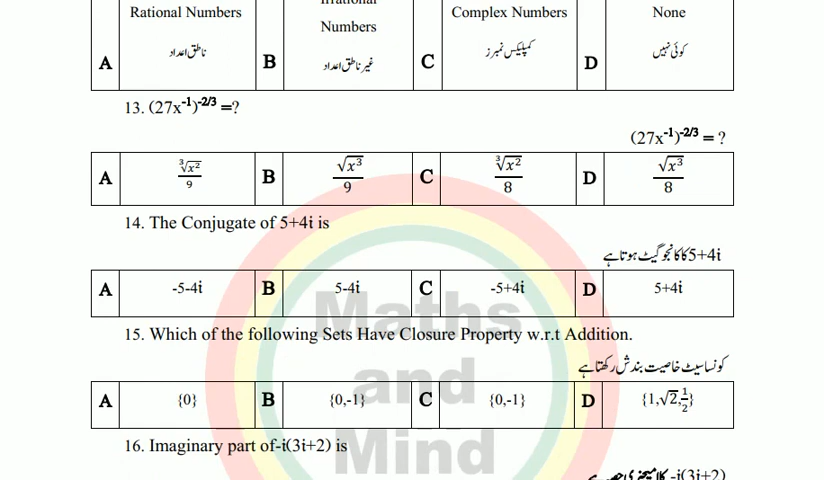 Rational Numbers
ناطق اعداد
Irrational
Numbers
غیر ناطق اعداد
Complex Numbers
کمپلیکس نمبرز
None
کوئی نہیں
A B C D
13. (27x⁻¹)⁻²ᐟ³ =?
(27x⁻¹)⁻²ᐟ³ = ?
A ∛x²/9 B √x³/9 C ∛x²/8 D √x³/8
14. The Conjugate of 5+4i is
5+4i کا کانجوگیٹ ہوتا ہے
A -5-4i B 5-4i C -5+4i D 5+4i
15. Which of the following Sets Have Closure Property w.r.t Addition.
کونسا سیٹ خاصیت بندش رکھتا ہے
A {0} B {0,-1} C {0,-1} D {1,√2,1/2}
16. Imaginary part of-i(3i+2) is
-i(3i+2)
Maths
and
Mind